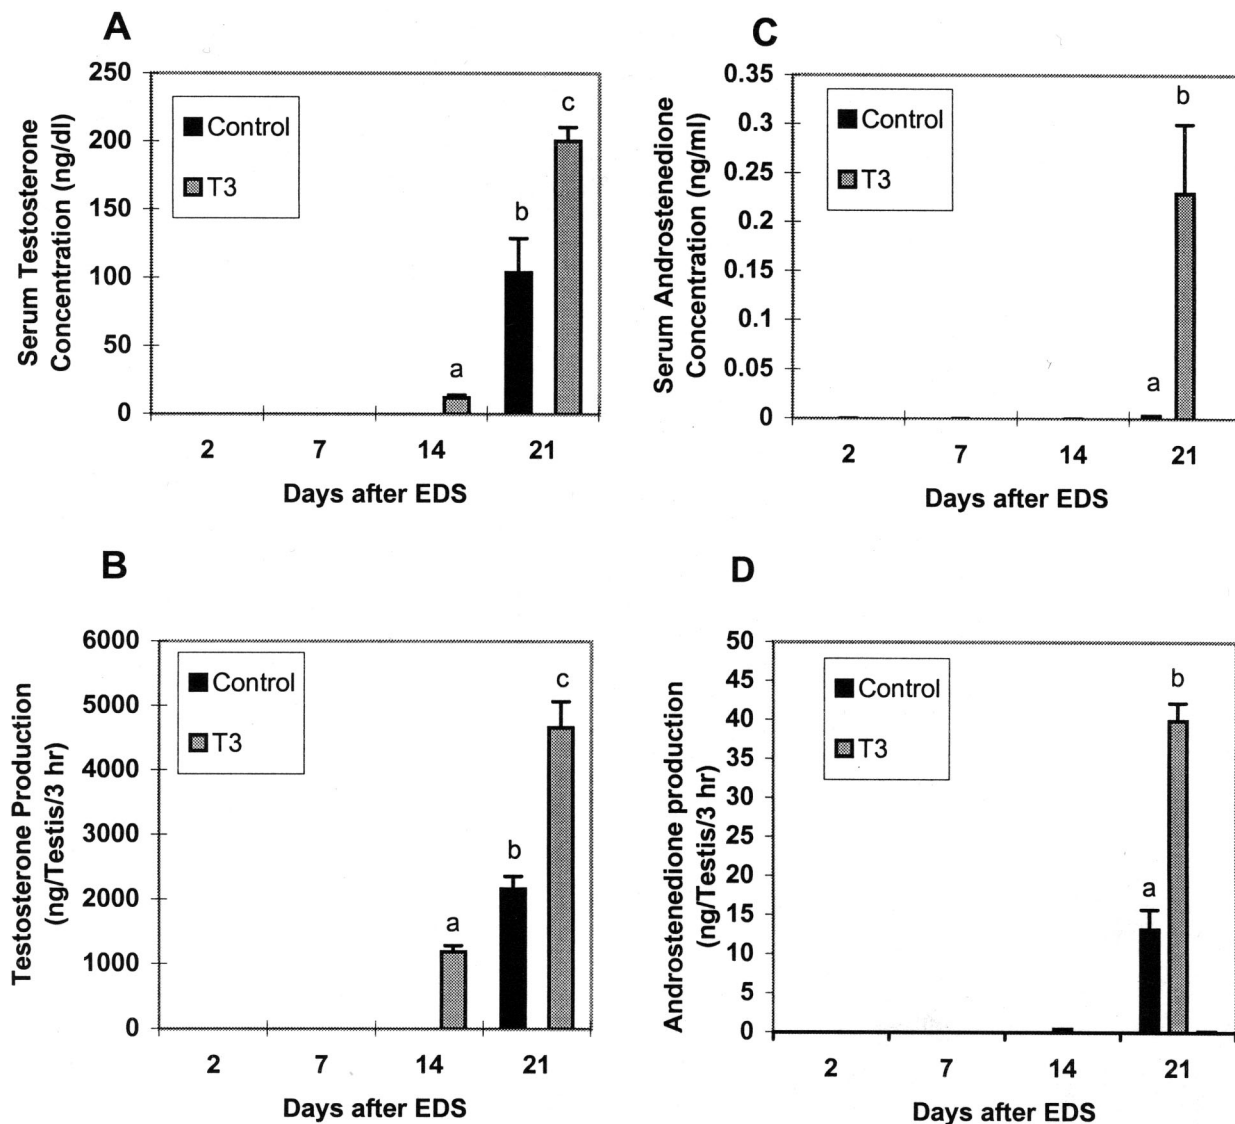 A
Serum Testosterone
Concentration (ng/dl)
250
200
150
100
50
0
Control
T3
a
b
c
2 7 14 21
Days after EDS
C
Serum Androstenedione
Concentration (ng/ml)
0.35
0.3
0.25
0.2
0.15
0.1
0.05
0
Control
T3
a
b
2 7 14 21
Days after EDS
B
Testosterone Production
(ng/Testis/3 hr)
6000
5000
4000
3000
2000
1000
0
Control
T3
a
b
c
2 7 14 21
Days after EDS
D
Androstenedione production
(ng/Testis/3 hr)
50
45
40
35
30
25
20
15
10
5
0
Control
T3
a
b
2 7 14 21
Days after EDS